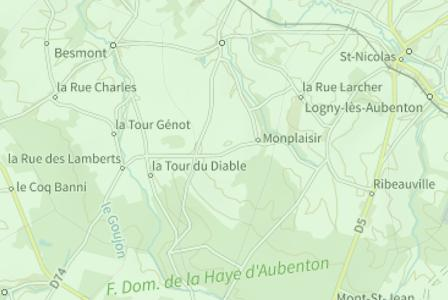 Besmont
St-Nicolas
la Rue Charles
la Rue Larcher
Logny-lès-Aubenton
la Tour Génot
Monplaisir
la Rue des Lamberts
la Tour du Diable
le Coq Banni
Ribeauville
le Goujon
D5
D74
F. Dom. de la Haye d'Aubenton
Mont-St-Jean